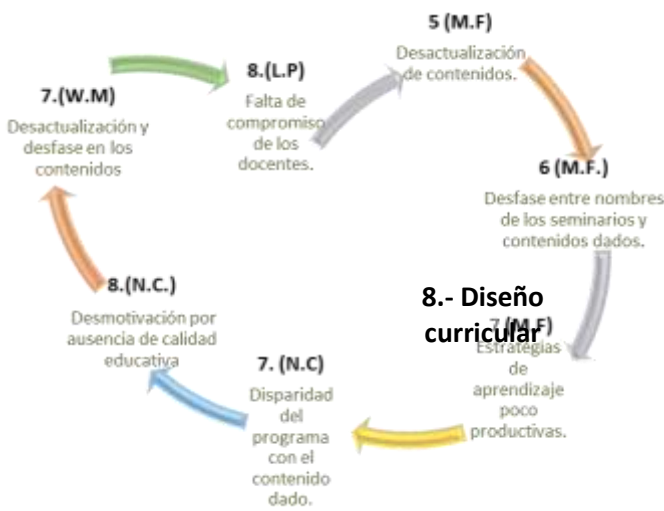 5 (M.F)
Desactualización
de contenidos.
6 (M.F.)
Desfase entre nombres
de los seminarios y
contenidos dados.
8.- Diseño
curricular
7 (M.F)
Estrategias
de
aprendizaje
poco
productivas.
7. (N.C)
Disparidad
del
programa
con el
contenido
dado.
8.(N.C.)
Desmotivación por
ausencia de calidad
educativa
7.(W.M)
Desactualización y
desfase en los
contenidos
8.(L.P)
Falta de
compromiso
de los
docentes.